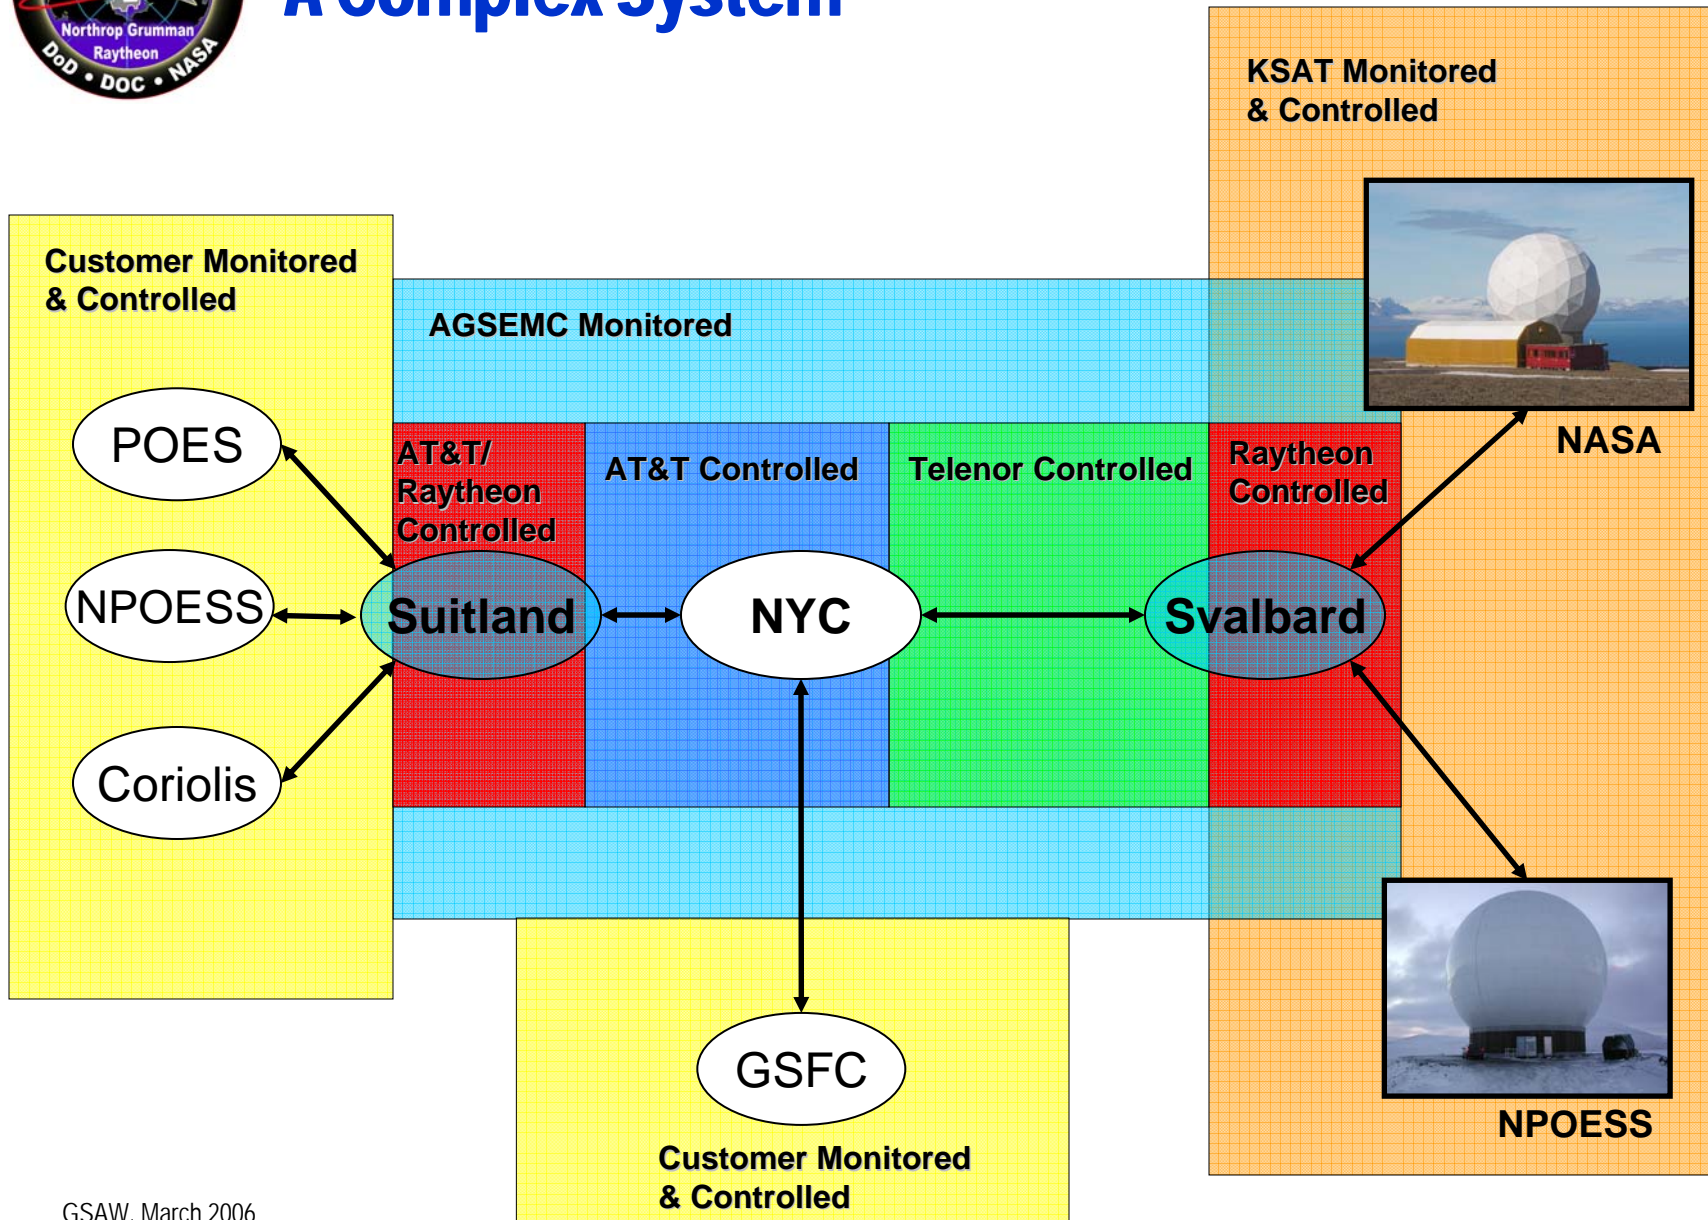 A Complex System
Northrop Grumman
Raytheon
DoD • DOC • NASA
KSAT Monitored
& Controlled
Customer Monitored
& Controlled
AGSEMC Monitored
POES
AT&T/
Raytheon
Controlled
AT&T Controlled
Telenor Controlled
Raytheon
Controlled
NASA
NPOESS
Suitland
NYC
Svalbard
Coriolis
GSFC
NPOESS
Customer Monitored
& Controlled
GSAW, March 2006